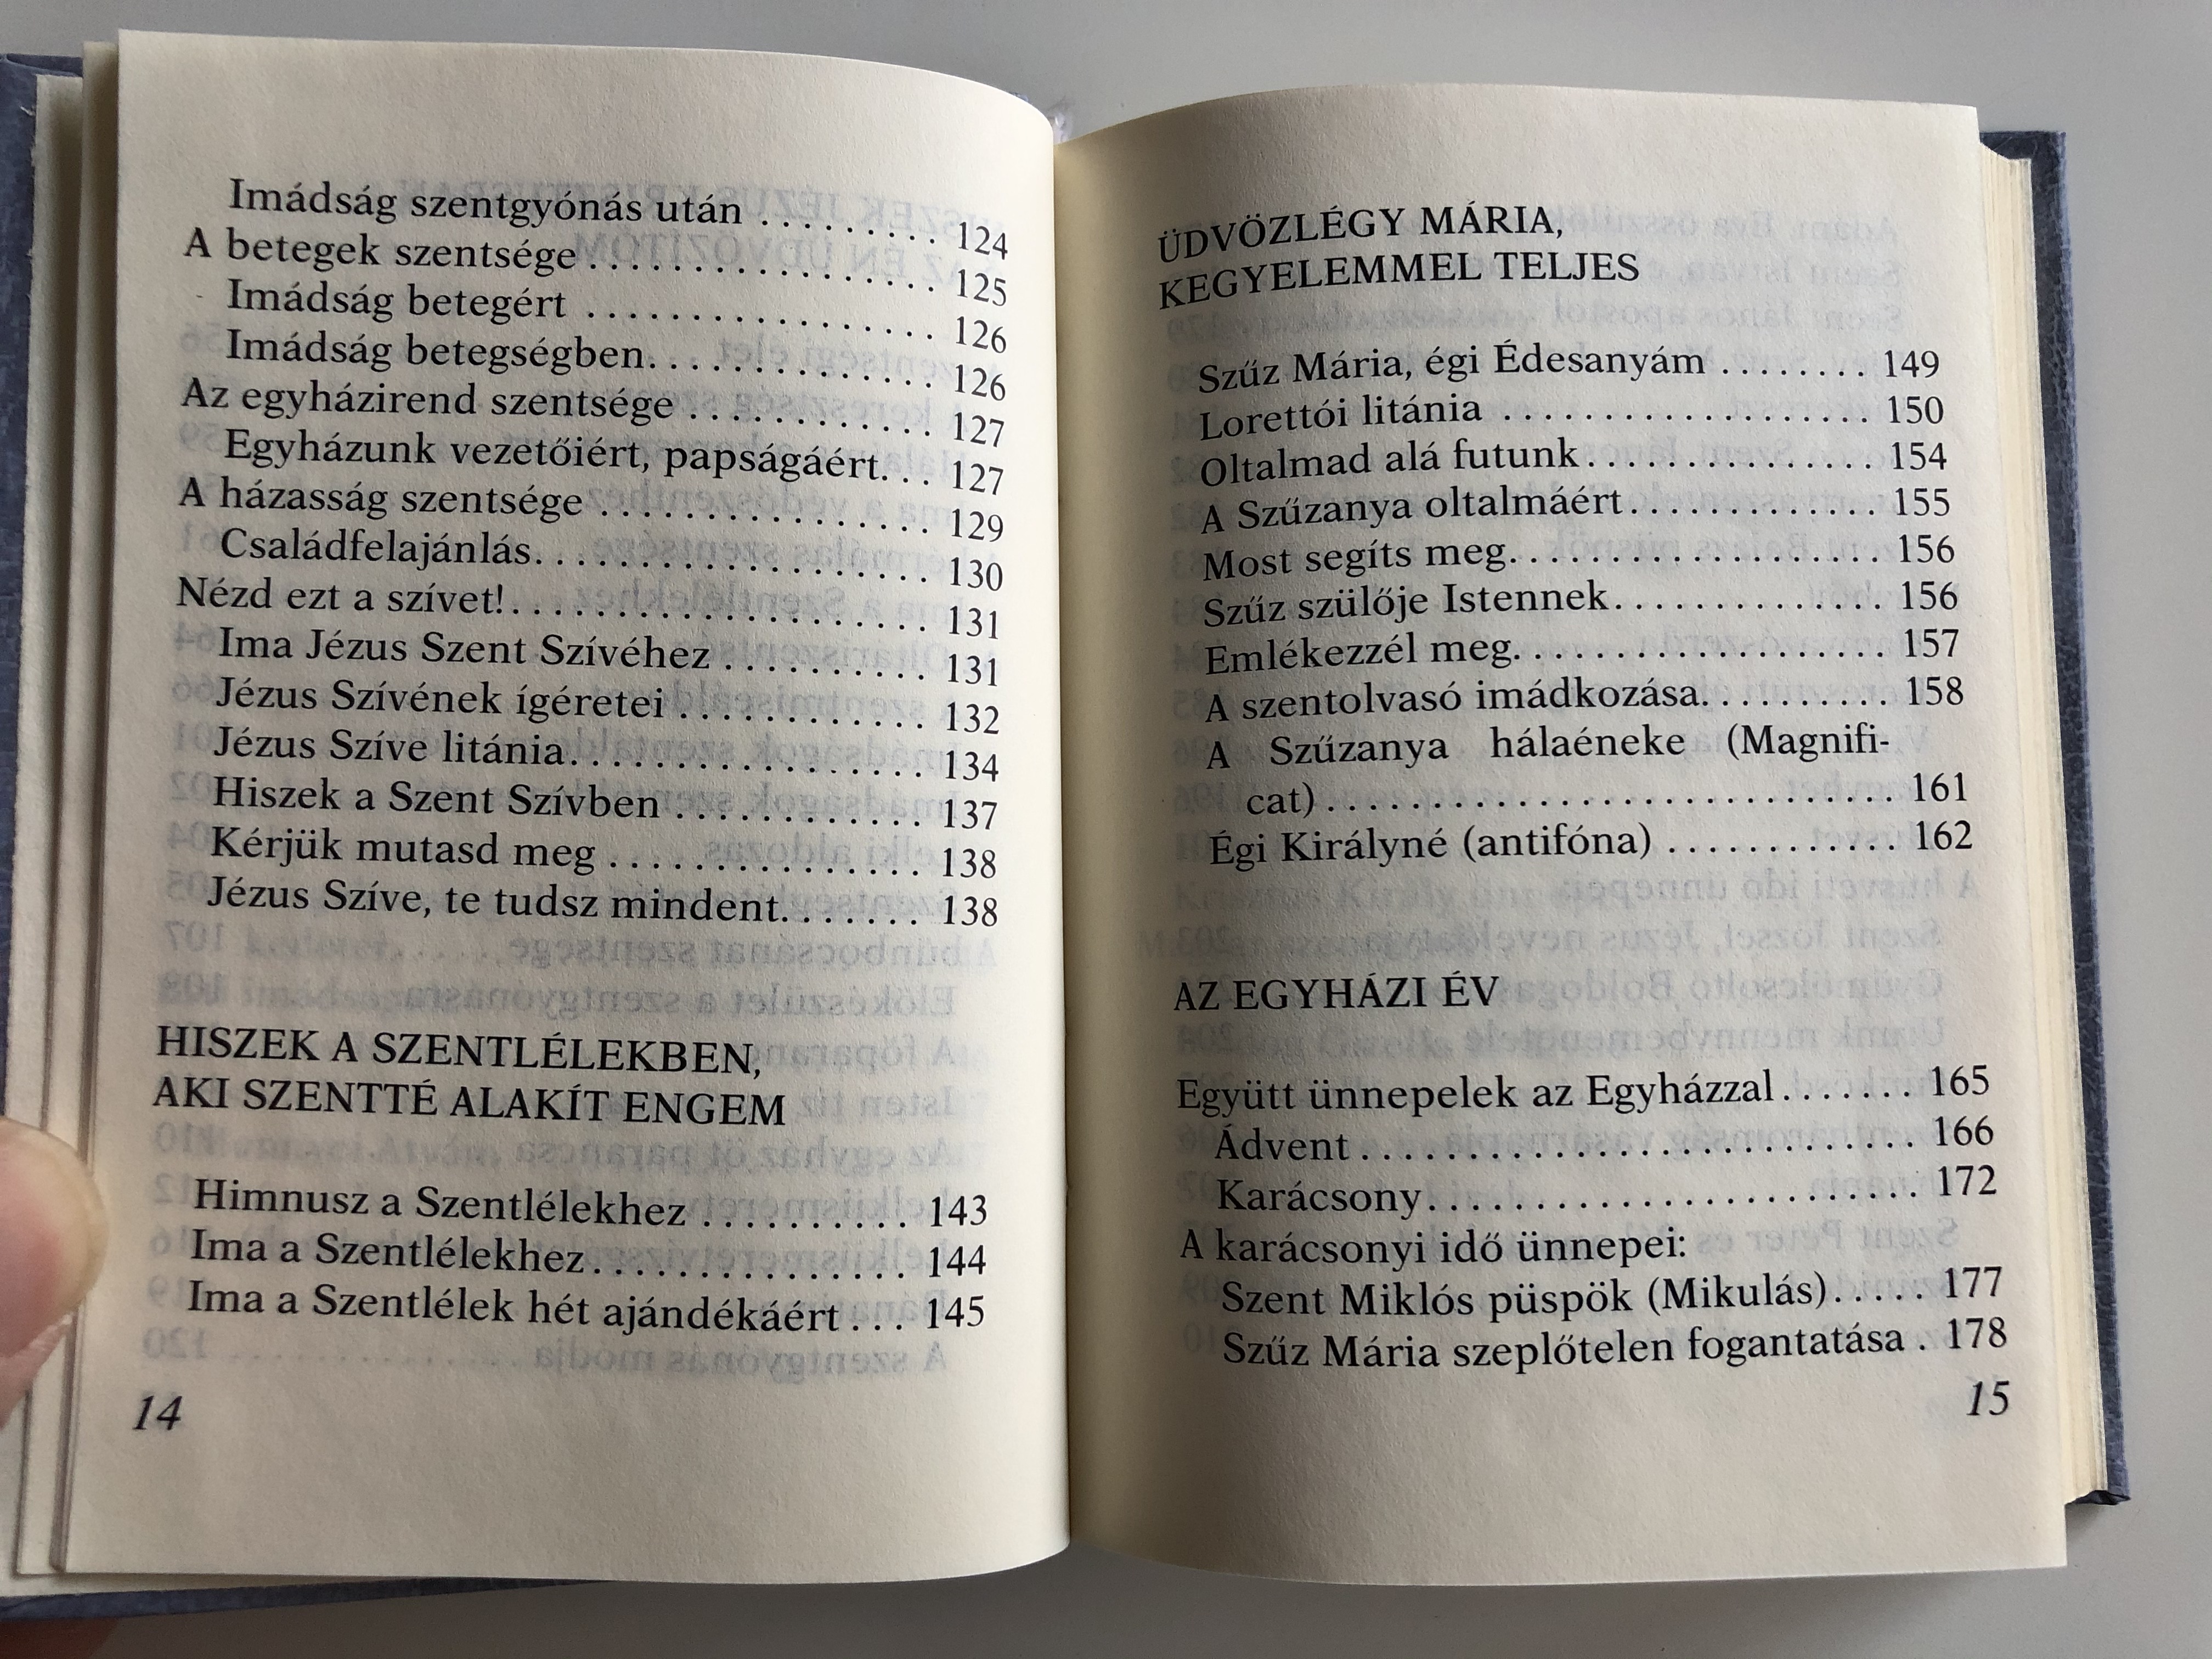 Imádság szentgyónás után . . . . . . . . . 124
A betegek szentsége . . . . . . . . . . . . . . . . 125
Imádság betegért . . . . . . . . . . . . . . . . 126
Imádság betegségben. . . . . . . . . . . . . 126
Az egyházirend szentsége . . . . . . . . . . . 127
Egyházunk vezetőiért, papságáért. . . 127
A házasság szentsége . . . . . . . . . . . . . . . 129
Családfelajánlás. . . . . . . . . . . . . . . . . . 130
Nézd ezt a szívet!. . . . . . . . . . . . . . . . . . . 131
Ima Jézus Szent Szívéhez . . . . . . . . . 131
Jézus Szívének ígéretei . . . . . . . . . . . 132
Jézus Szíve litánia. . . . . . . . . . . . . . . . 134
Hiszek a Szent Szívben . . . . . . . . . . . 137
Kérjük mutasd meg . . . . . . . . . . . . . . 138
Jézus Szíve, te tudsz mindent. . . . . . . 138
HISZEK A SZENTLÉLEKBEN,
AKI SZENTTÉ ALAKÍT ENGEM
Himnusz a Szentlélekhez . . . . . . . . . . 143
Ima a Szentlélekhez . . . . . . . . . . . . . . . 144
Ima a Szentlélek hét ajándékáért . . . 145
14
ÜDVÖZLÉGY MÁRIA,
KEGYELEMMEL TELJES
Szűz Mária, égi Édesanyám . . . . . . . . 149
Lorettói litánia . . . . . . . . . . . . . . . . . . 150
Oltalmad alá futunk . . . . . . . . . . . . . . . 154
A Szűzanya oltalmáért . . . . . . . . . . . . . 155
Most segíts meg. . . . . . . . . . . . . . . . . . 156
Szűz szülője Istennek . . . . . . . . . . . . . . 156
Emlékezzél meg. . . . . . . . . . . . . . . . . . 157
A szentolvasó imádkozása. . . . . . . . . . 158
A Szűzanya hálaéneke (Magnifi-
cat) . . . . . . . . . . . . . . . . . . . . . . . . . . . . 161
Égi Királyné (antifóna) . . . . . . . . . . . . 162
AZ EGYHÁZI ÉV
Együtt ünnepelek az Egyházzal . . . . . . . 165
Ádvent . . . . . . . . . . . . . . . . . . . . . . . . . . 166
Karácsony . . . . . . . . . . . . . . . . . . . . . . . 172
A karácsonyi idő ünnepei:
Szent Miklós püspök (Mikulás) . . . . . 177
Szűz Mária szeplőtelen fogantatása . 178
15